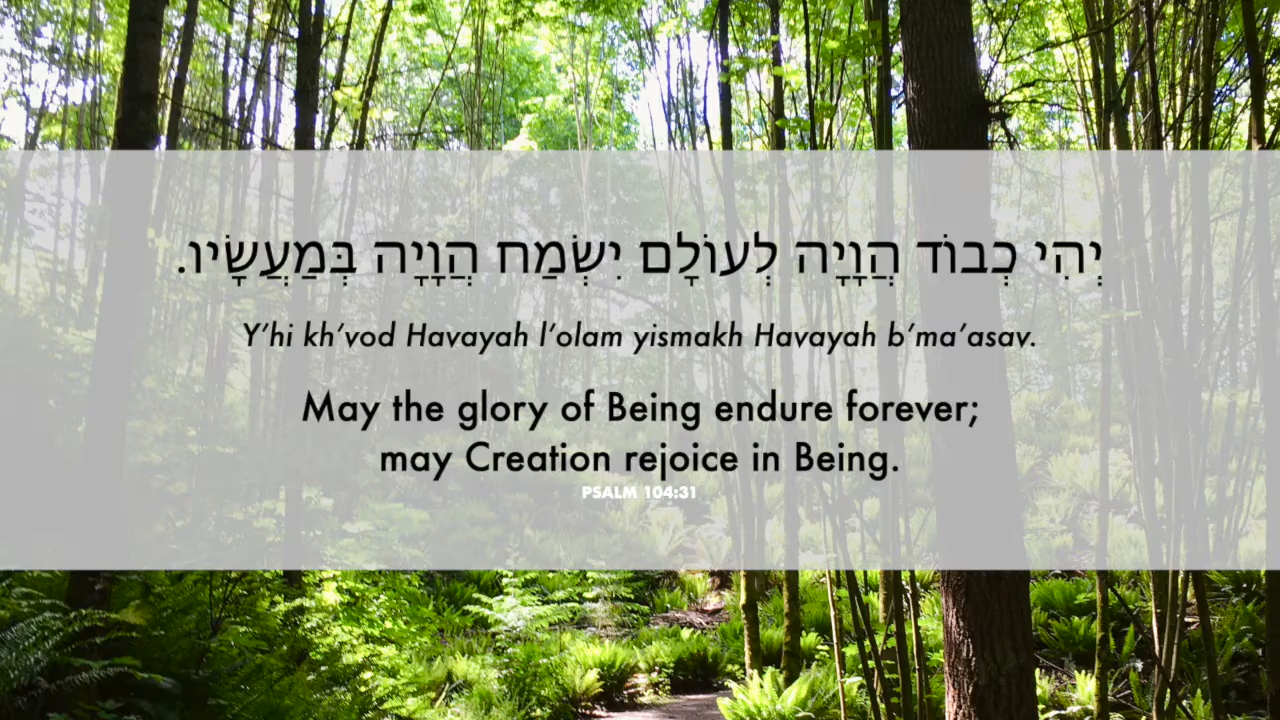 יְהִי כְבוֹד הֲוָיָה לְעוֹלָם יִשְׂמַח הֲוָיָה בְּמַעֲשָׂיו.
Y’hi kh’vod Havayah l’olam yismakh Havayah b’ma’asav.
May the glory of Being endure forever;
may Creation rejoice in Being.
PSALM 104:31